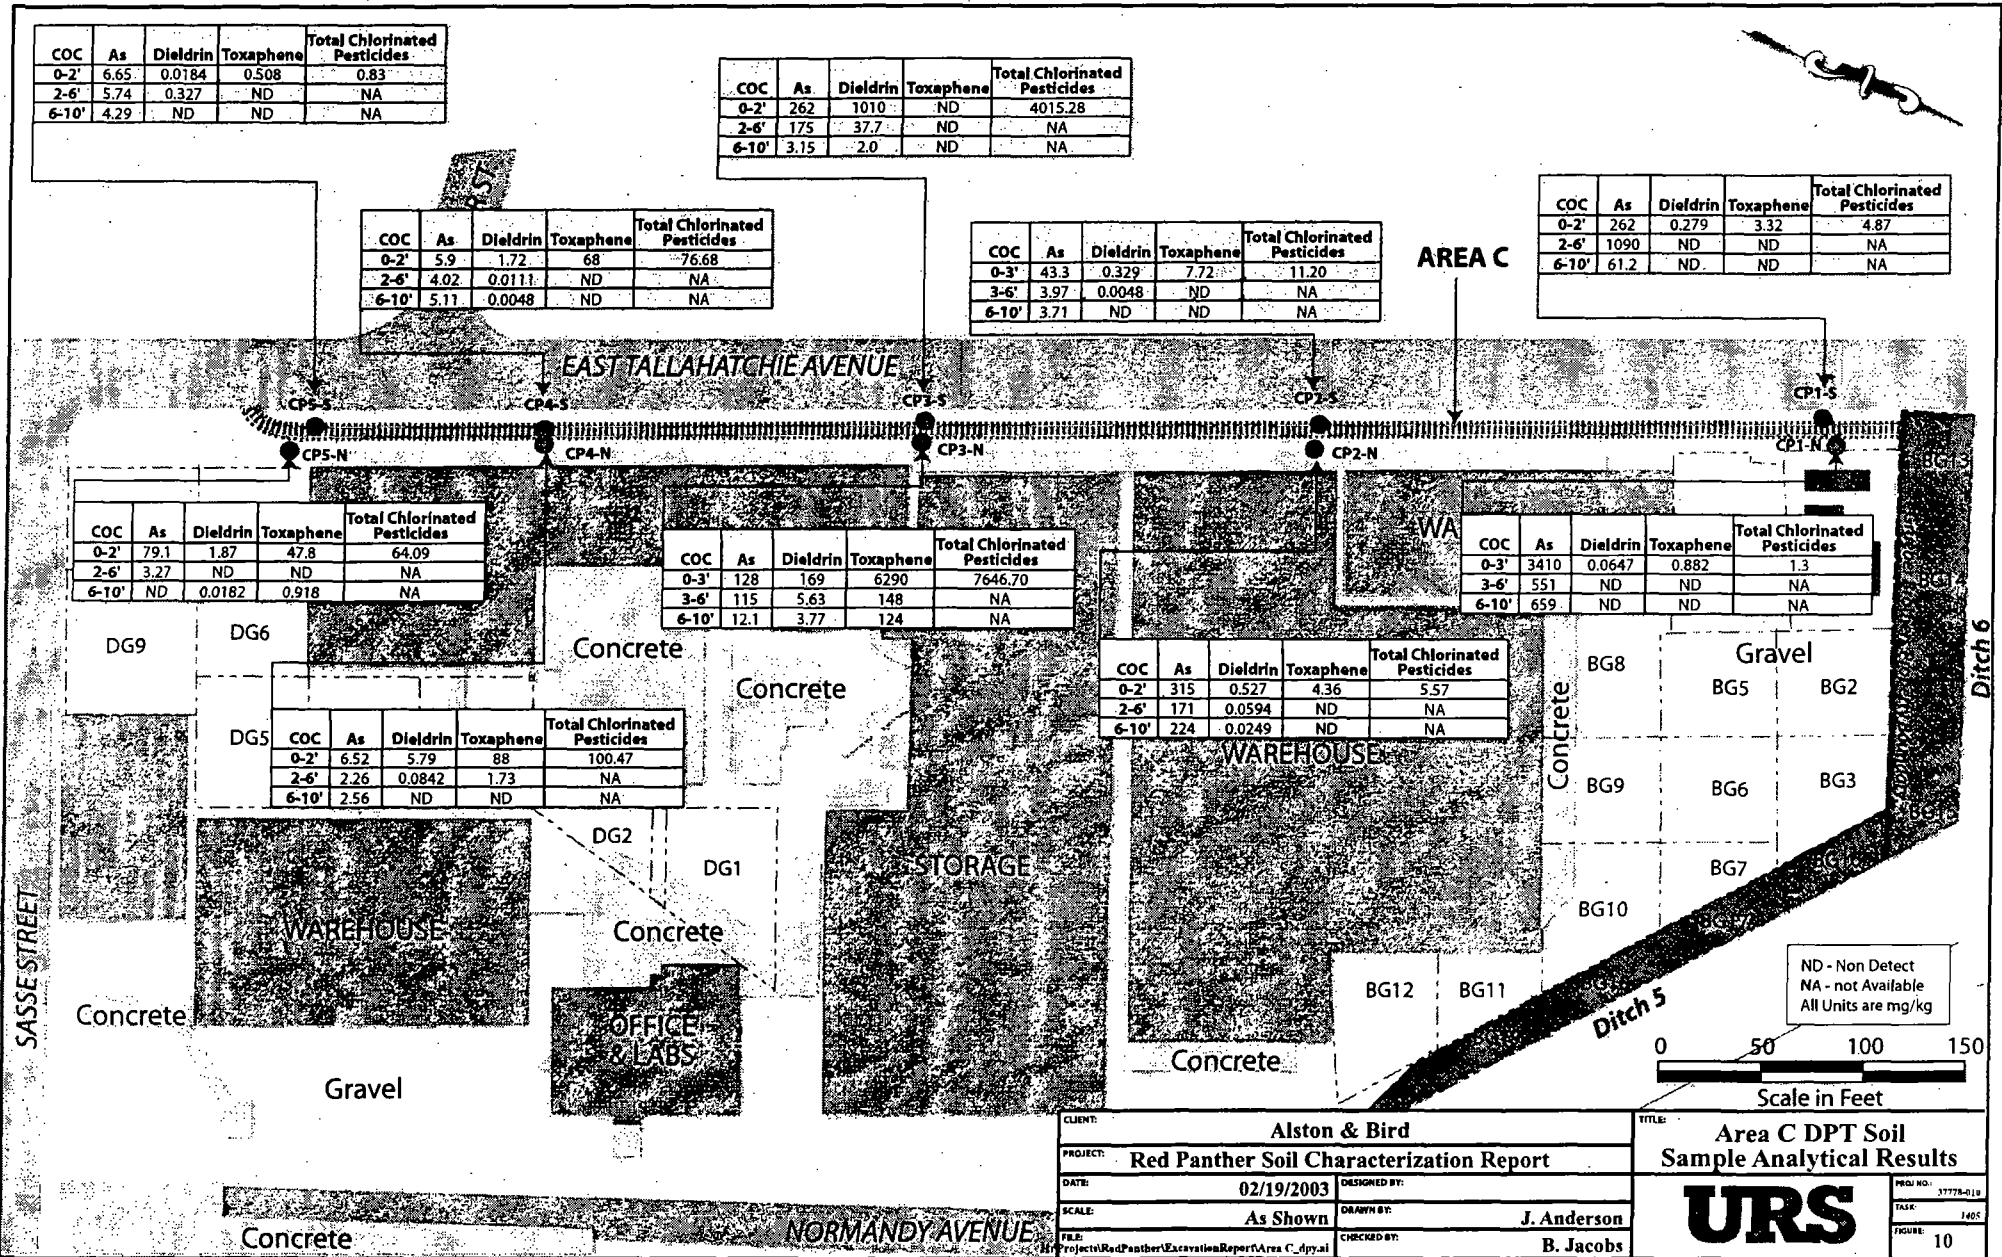 COC As Dieldrin Toxaphene Total Chlorinated Pesticides
0-2' 6.65 0.0184 0.508 0.83
2-6' 5.74 0.327 ND NA
6-10' 4.29 ND ND NA
COC As Dieldrin Toxaphene Total Chlorinated Pesticides
0-2' 262 1010 ND 4015.28
2-6' 175 37.7 ND NA
6-10' 3.15 2.0 ND NA
COC As Dieldrin Toxaphene Total Chlorinated Pesticides
0-2' 262 0.279 3.32 4.87
2-6' 1090 ND ND NA
6-10' 61.2 ND ND NA
COC As Dieldrin Toxaphene Total Chlorinated Pesticides
0-2' 5.9 1.72 68 76.68
2-6' 4.02 0.0111 ND NA
6-10' 5.11 0.0048 ND NA
COC As Dieldrin Toxaphene Total Chlorinated Pesticides
0-3' 43.3 0.329 7.72 11.20
3-6' 3.97 0.0048 ND NA
6-10' 3.71 ND ND NA
AREA C
R ST
EAST TALLAHATCHIE AVENUE
CP5-S
CP4-S
CP3-S
CP2-S
CP1-S
CP5-N
CP4-N
CP3-N
CP2-N
CP1-N
COC As Dieldrin Toxaphene Total Chlorinated Pesticides
0-2' 79.1 1.87 47.8 64.09
2-6' 3.27 ND ND NA
6-10' ND 0.0182 0.918 NA
COC As Dieldrin Toxaphene Total Chlorinated Pesticides
0-3' 128 169 6290 7646.70
3-6' 115 5.63 148 NA
6-10' 12.1 3.77 124 NA
WA
COC As Dieldrin Toxaphene Total Chlorinated Pesticides
0-3' 3410 0.0647 0.882 1.3
3-6' 551 ND ND NA
6-10' 659 ND ND NA
COC As Dieldrin Toxaphene Total Chlorinated Pesticides
0-2' 315 0.527 4.36 5.57
2-6' 171 0.0594 ND NA
6-10' 224 0.0249 ND NA
COC As Dieldrin Toxaphene Total Chlorinated Pesticides
0-2' 6.52 5.79 88 100.47
2-6' 2.26 0.0842 1.73 NA
6-10' 2.56 ND ND NA
DG9
DG6
DG5
Concrete
Concrete
WAREHOUSE
Concrete
BG8
Gravel
BG5
BG2
BG9
BG6
BG3
BG7
BG10
BG14
Ditch 6
DG2
DG1
STORAGE
WAREHOUSE
Concrete
SASSE STREET
Concrete
OFFICE
& LABS
Gravel
BG12
BG11
Ditch 5
Concrete
ND - Non Detect
NA - not Available
All Units are mg/kg
0 50 100 150
Scale in Feet
Concrete
NORMANDY AVENUE
CLIENT: Alston & Bird
PROJECT: Red Panther Soil Characterization Report
DATE: 02/19/2003 DESIGNED BY:
SCALE: As Shown DRAWN BY: J. Anderson
FILE: H:\Projects\RedPanther\ExcavationReport\Area C_dpy.ai CHECKED BY: B. Jacobs
TITLE: Area C DPT Soil
Sample Analytical Results
URS
PROJ NO.: 37778-010
TASK: 1405
FIGURE: 10